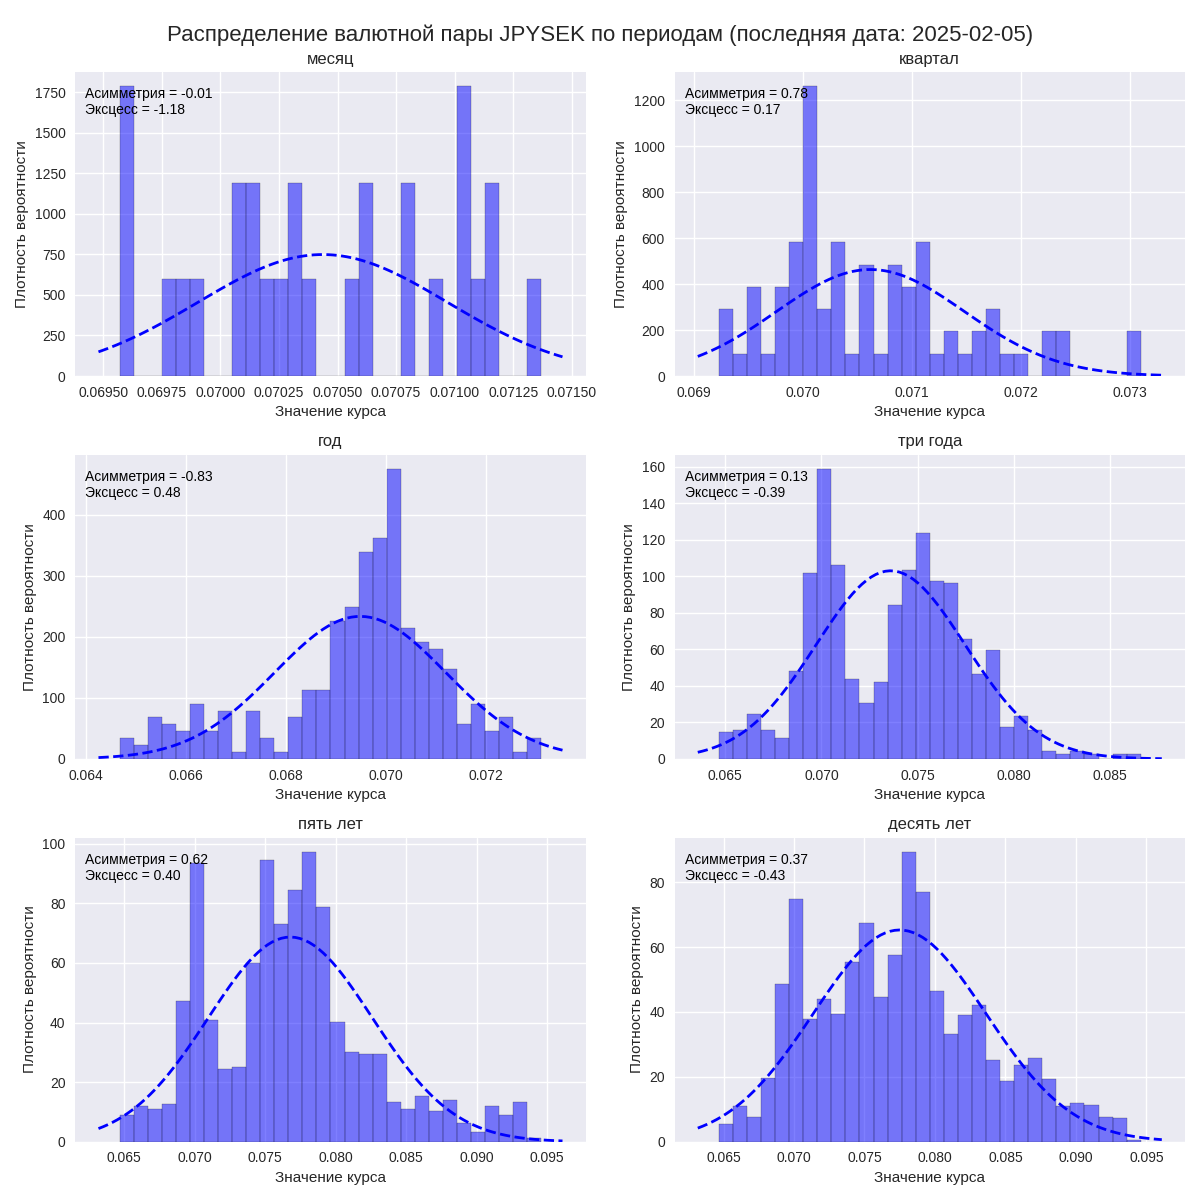 Распределение валютной пары JPYSEK по периодам (последняя дата: 2025-02-05)
месяц
Асимметрия = -0.01
Эксцесс = -1.18
Плотность вероятности
1750
1500
1250
1000
750
500
250
0
0.06950 0.06975 0.07000 0.07025 0.07050 0.07075 0.07100 0.07125 0.07150
Значение курса
квартал
Асимметрия = 0.78
Эксцесс = 0.17
Плотность вероятности
1200
1000
800
600
400
200
0
0.069 0.070 0.071 0.072 0.073
Значение курса
год
Асимметрия = -0.83
Эксцесс = 0.48
Плотность вероятности
400
300
200
100
0
0.064 0.066 0.068 0.070 0.072
Значение курса
три года
Асимметрия = 0.13
Эксцесс = -0.39
Плотность вероятности
160
140
120
100
80
60
40
20
0
0.065 0.070 0.075 0.080 0.085
Значение курса
пять лет
Асимметрия = 0.62
Эксцесс = 0.40
Плотность вероятности
100
80
60
40
20
0
0.065 0.070 0.075 0.080 0.085 0.090 0.095
Значение курса
десять лет
Асимметрия = 0.37
Эксцесс = -0.43
Плотность вероятности
80
60
40
20
0
0.065 0.070 0.075 0.080 0.085 0.090 0.095
Значение курса